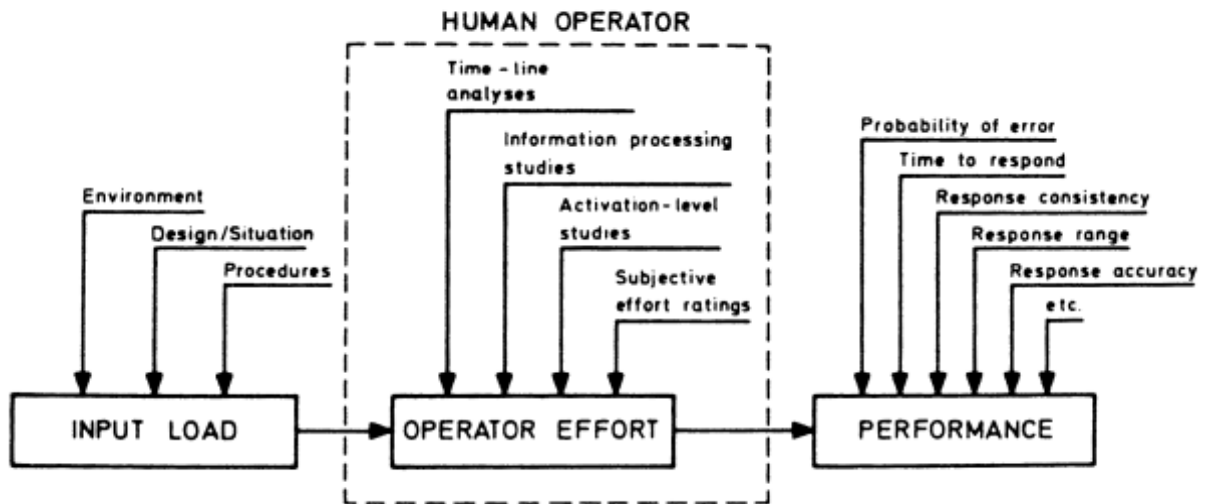 HUMAN OPERATOR
Time-line
analyses
Information processing
studies
Activation-level
studies
Subjective
effort ratings
Environment
Design/Situation
Procedures
Probability of error
Time to respond
Response consistency
Response range
Response accuracy
etc.
INPUT LOAD
OPERATOR EFFORT
PERFORMANCE